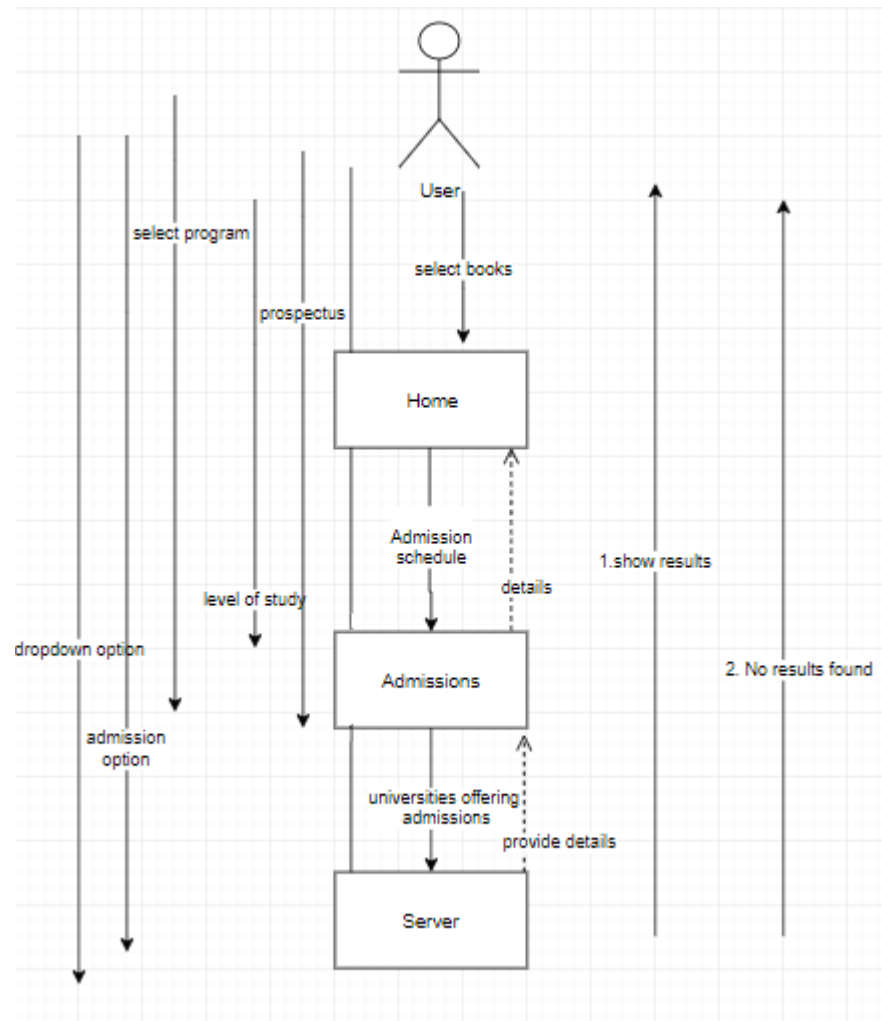 User
select program
select books
prospectus
Home
Admission
schedule
1.show results
details
level of study
dropdown option
2. No results found
Admissions
admission
option
universities offering
admissions
provide details
Server